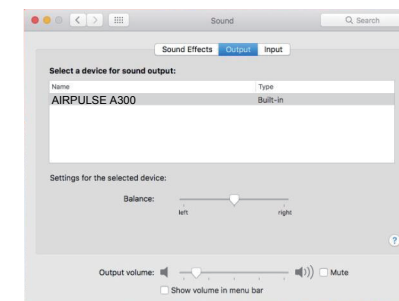 Sound
Search
Sound Effects Output Input
Select a device for sound output:
Name Type
AIRPULSE A300 Built-in
Settings for the selected device:
Balance:
left right
?
Output volume: Mute
Show volume in menu bar